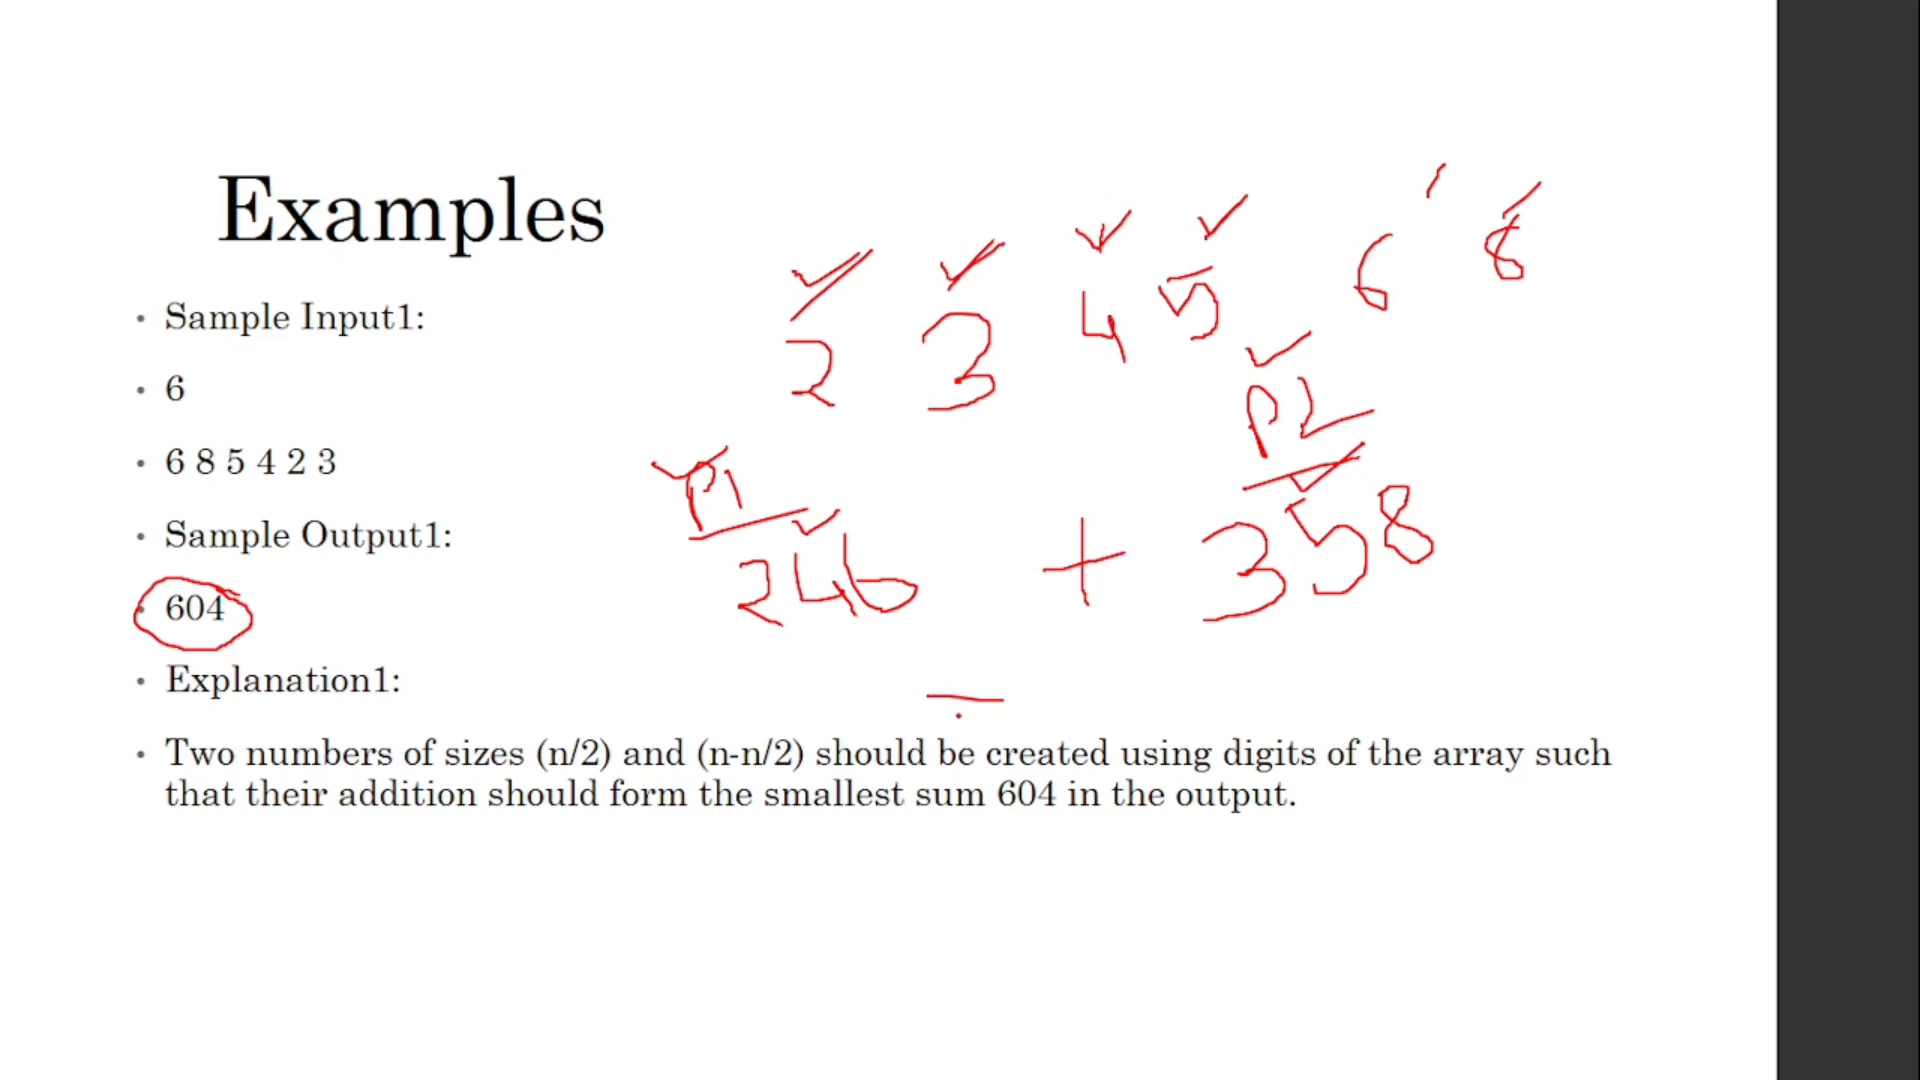 Examples
• Sample Input1:
• 6
• 6 8 5 4 2 3
• Sample Output1:
• 604
• Explanation1:
• Two numbers of sizes (n/2) and (n-n/2) should be created using digits of the array such
that their addition should form the smallest sum 604 in the output.
2 3 4 5 6 8
P1 P2
246 + 358